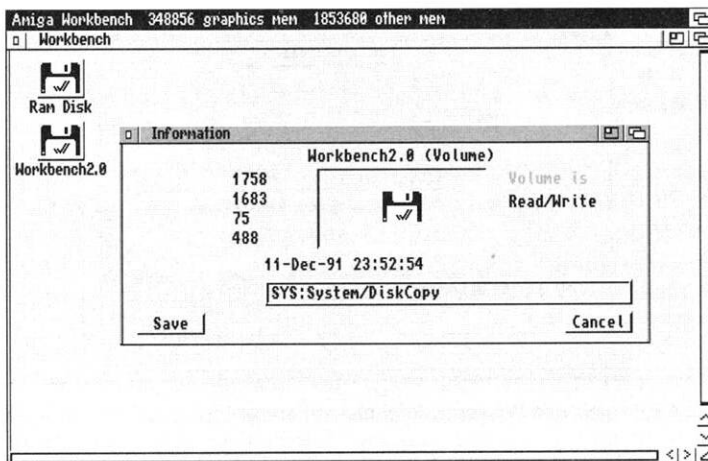 Amiga Workbench 348856 graphics mem 1853680 other mem
Workbench
Ram Disk
Workbench2.0
Information
Workbench2.0 (Volume)
1758
1683
75
488
Volume is
Read/Write
11-Dec-91 23:52:54
SYS:System/DiskCopy
Save
Cancel